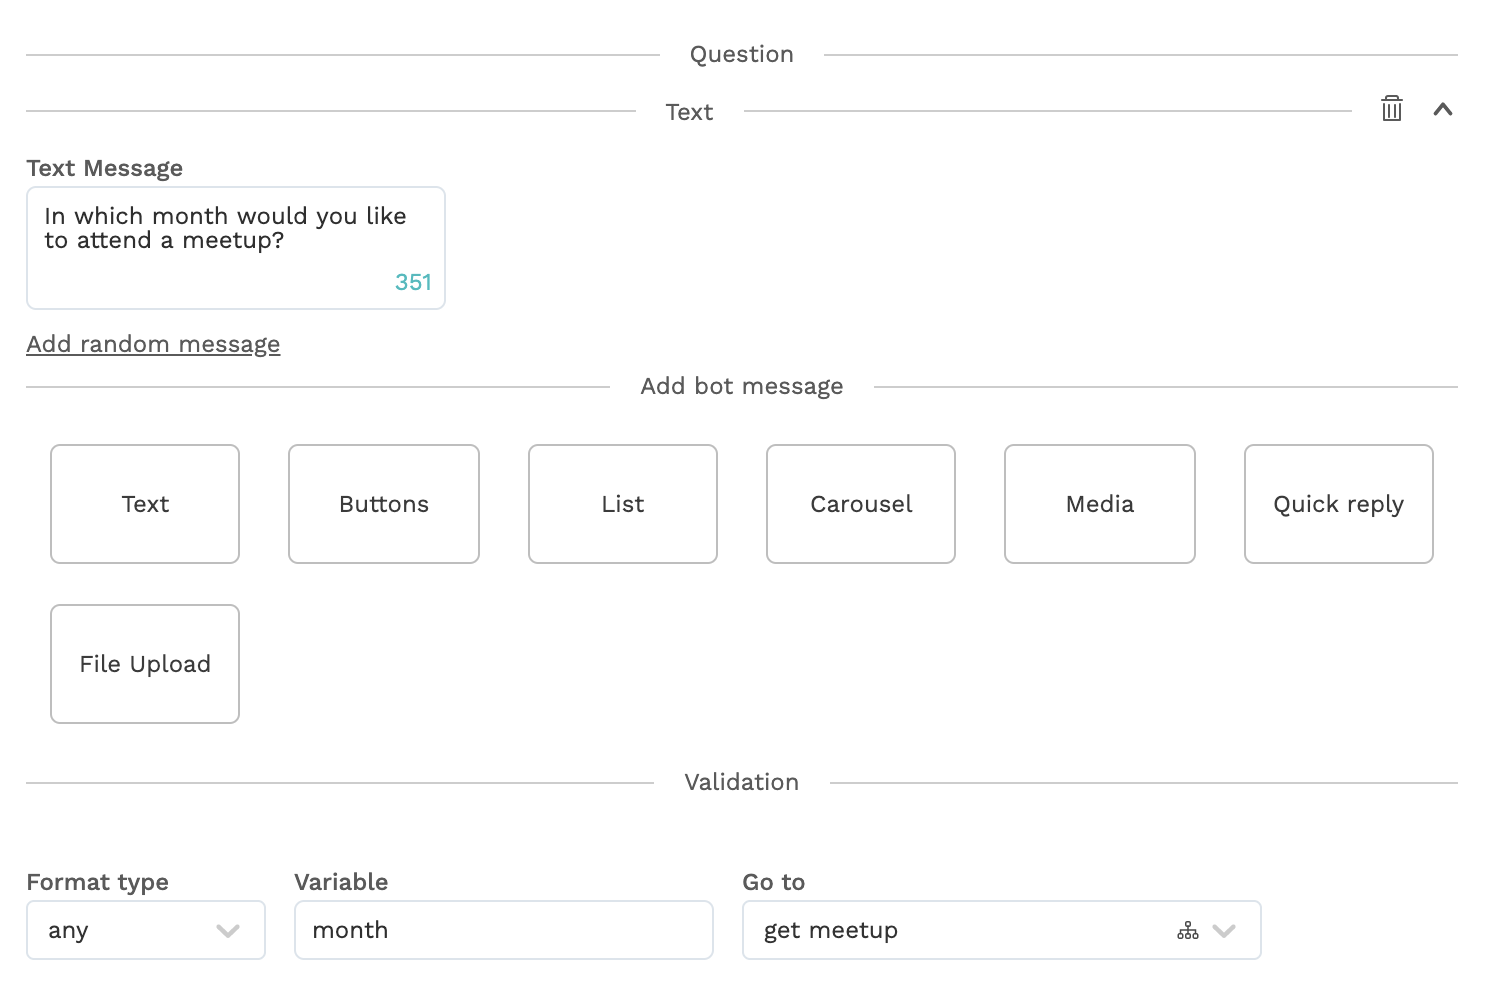 Question
Text
Text Message
In which month would you like
to attend a meetup?
351
Add random message
Add bot message
Text
Buttons
List
Carousel
Media
Quick reply
File Upload
Validation
Format type
Variable
Go to
any
month
get meetup